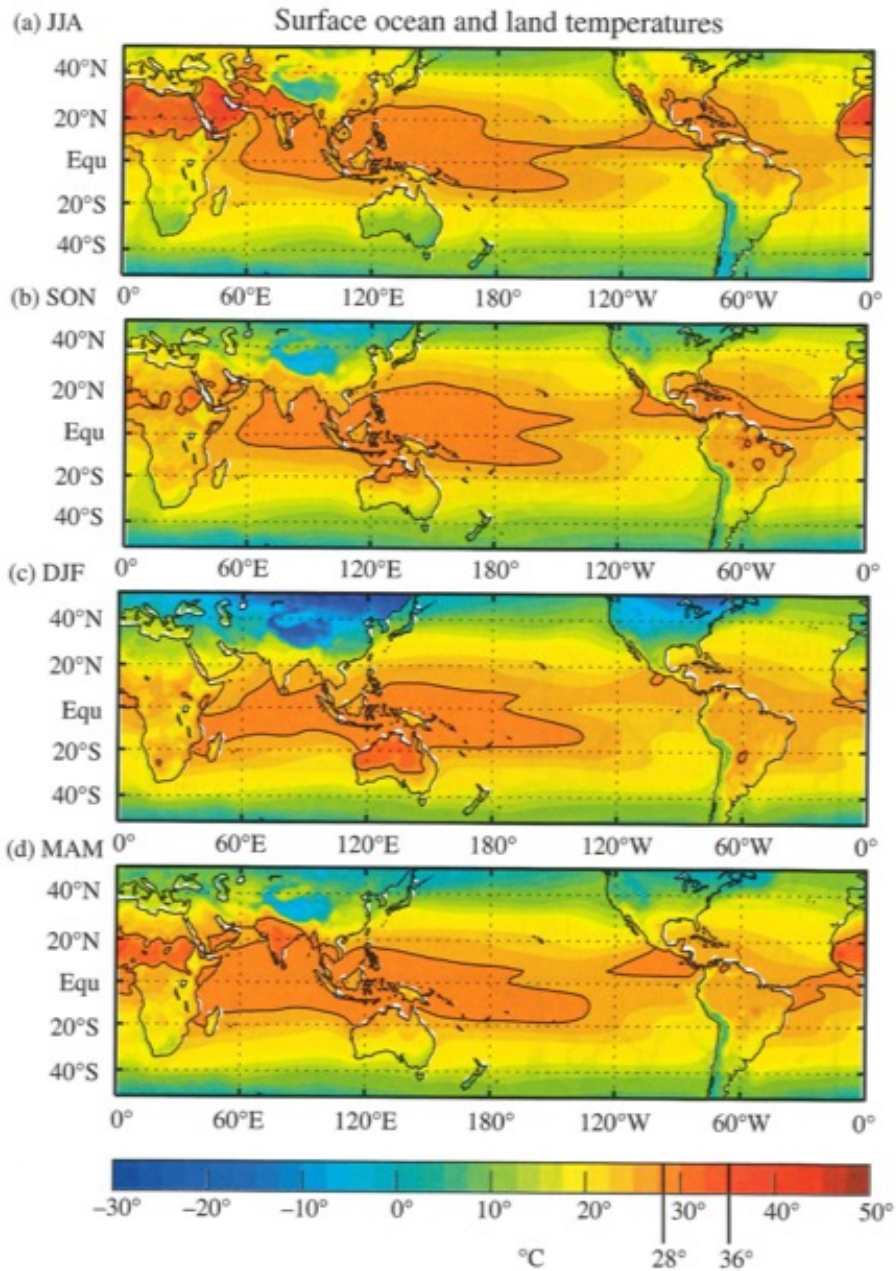 (a) JJA Surface ocean and land temperatures
40°N
20°N
Equ
20°S
40°S
0° 60°E 120°E 180° 120°W 60°W 0°
(b) SON
40°N
20°N
Equ
20°S
40°S
0° 60°E 120°E 180° 120°W 60°W 0°
(c) DJF
40°N
20°N
Equ
20°S
40°S
0° 60°E 120°E 180° 120°W 60°W 0°
(d) MAM
40°N
20°N
Equ
20°S
40°S
0° 60°E 120°E 180° 120°W 60°W 0°
−30° −20° −10° 0° 10° 20° 30° 40° 50°
°C 28° 36°